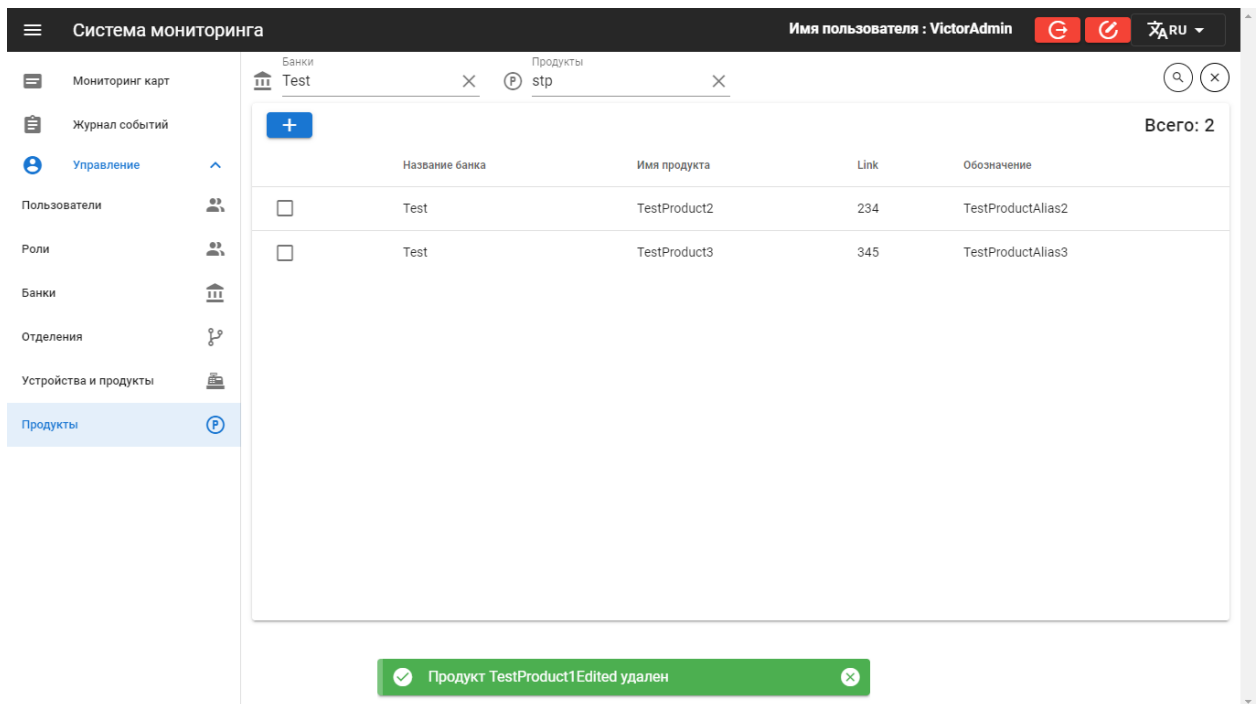 Система мониторинга
Имя пользователя : VictorAdmin
RU
Мониторинг карт
Журнал событий
Управление
Пользователи
Роли
Банки
Отделения
Устройства и продукты
Продукты
Банки
Test
Продукты
stp
Всего: 2
Название банка Имя продукта Link Обозначение
Test TestProduct2 234 TestProductAlias2
Test TestProduct3 345 TestProductAlias3
Продукт TestProduct1Edited удален